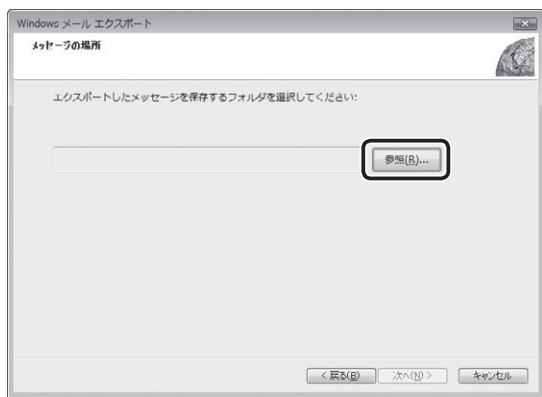 Windows メール エクスポート
メッセージの場所
エクスポートしたメッセージを保存するフォルダを選択してください:
参照(R)...
< 戻る(B)
次へ(N) >
キャンセル